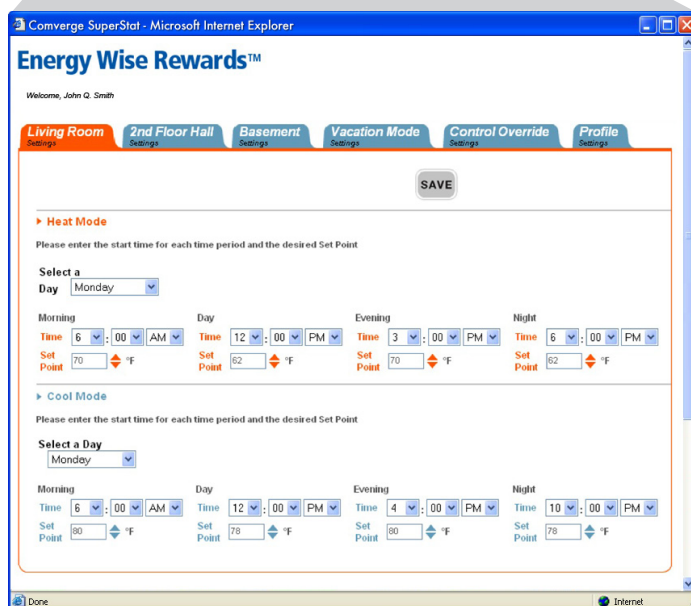 Comverge SuperStat - Microsoft Internet Explorer
Energy Wise Rewards™
Welcome, John Q. Smith
Living Room 2nd Floor Hall Basement Vacation Mode Control Override Profile
Settings Settings Settings Settings Settings Settings
SAVE
Heat Mode
Please enter the start time for each time period and the desired Set Point
Select a
Day Monday
Morning Day Evening Night
Time 6 : 00 AM Time 12 : 00 PM Time 3 : 00 PM Time 6 : 00 PM
Set Set Set Set
Point 70 °F Point 62 °F Point 70 °F Point 62 °F
Cool Mode
Please enter the start time for each time period and the desired Set Point
Select a Day
Monday
Morning Day Evening Night
Time 6 : 00 AM Time 12 : 00 PM Time 4 : 00 PM Time 10 : 00 PM
Set Set Set Set
Point 80 °F Point 78 °F Point 80 °F Point 78 °F
Done Internet